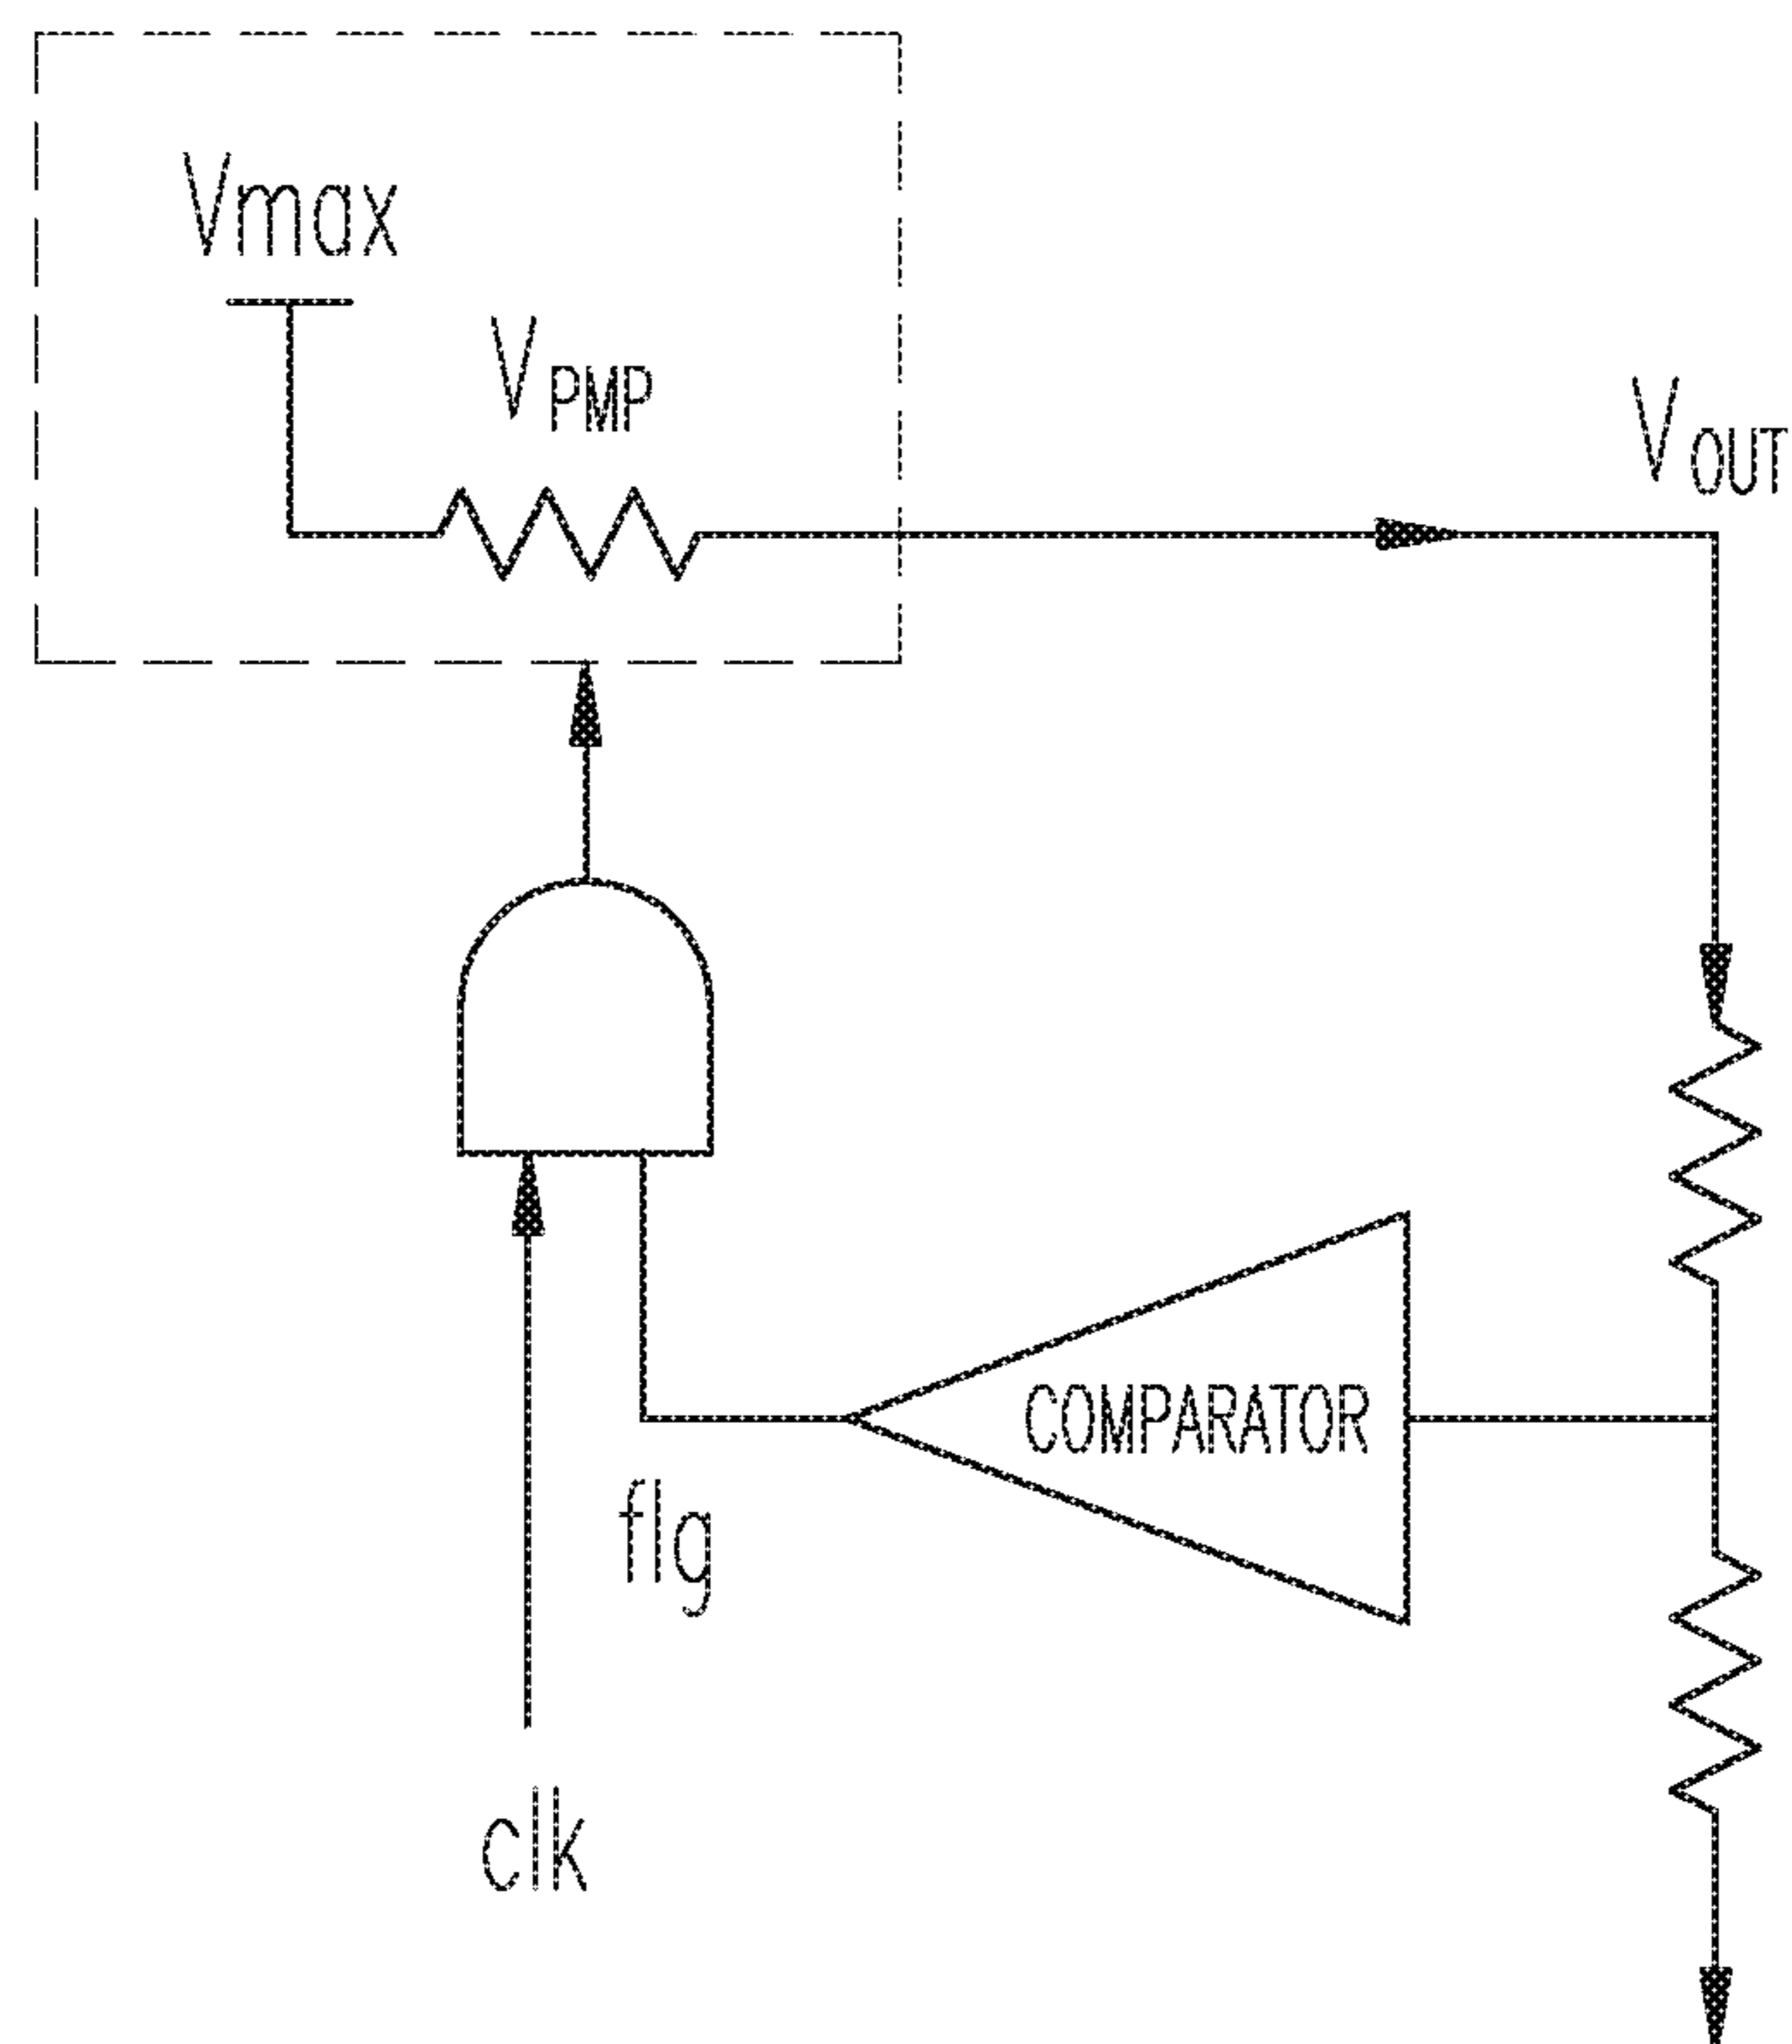 Vmax
VPMP
VOUT
COMPARATOR
flg
clk